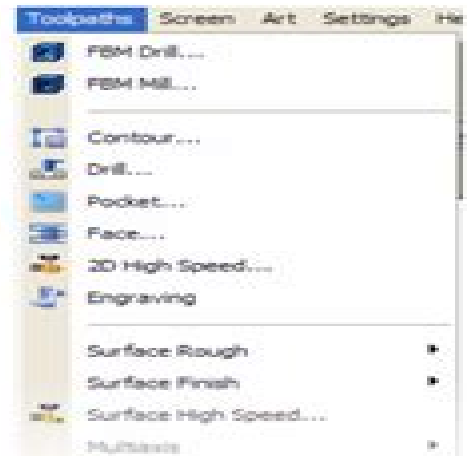 Toolpaths Screen Art Settings He
FBM Drill...
FBM Mill...
Contour...
Drill...
Pocket...
Face...
2D High Speed...
Engraving
Surface Rough
Surface Finish
Surface High Speed...
Multiaxis